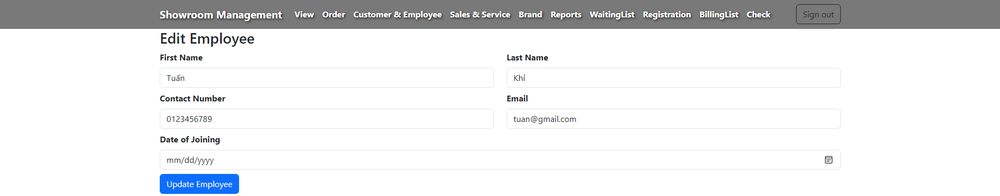 Showroom Management View Order Customer & Employee Sales & Service Brand Reports WaitingList Registration BillingList Check Sign out
Edit Employee
First Name Last Name
Tuấn Khỉ
Contact Number Email
0123456789 tuan@gmail.com
Date of Joining
mm/dd/yyyy
Update Employee